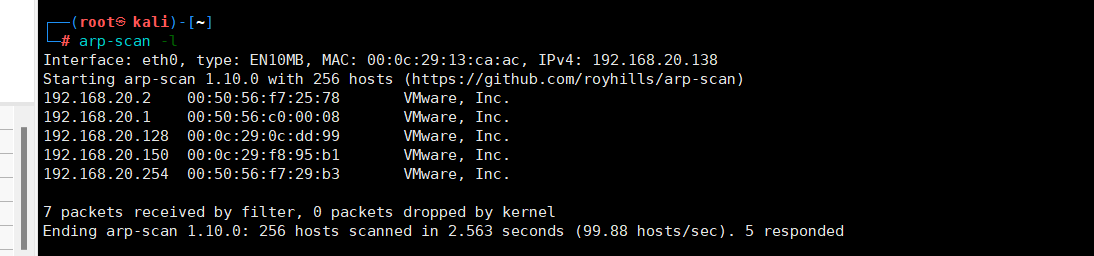 ┌──(root㉿ kali)-[~]
└─# arp-scan -l
Interface: eth0, type: EN10MB, MAC: 00:0c:29:13:ca:ac, IPv4: 192.168.20.138
Starting arp-scan 1.10.0 with 256 hosts (https://github.com/royhills/arp-scan)
192.168.20.2    00:50:56:f7:25:78       VMware, Inc.
192.168.20.1    00:50:56:c0:00:08       VMware, Inc.
192.168.20.128  00:0c:29:0c:dd:99       VMware, Inc.
192.168.20.150  00:0c:29:f8:95:b1       VMware, Inc.
192.168.20.254  00:50:56:f7:29:b3       VMware, Inc.
7 packets received by filter, 0 packets dropped by kernel
Ending arp-scan 1.10.0: 256 hosts scanned in 2.563 seconds (99.88 hosts/sec). 5 responded